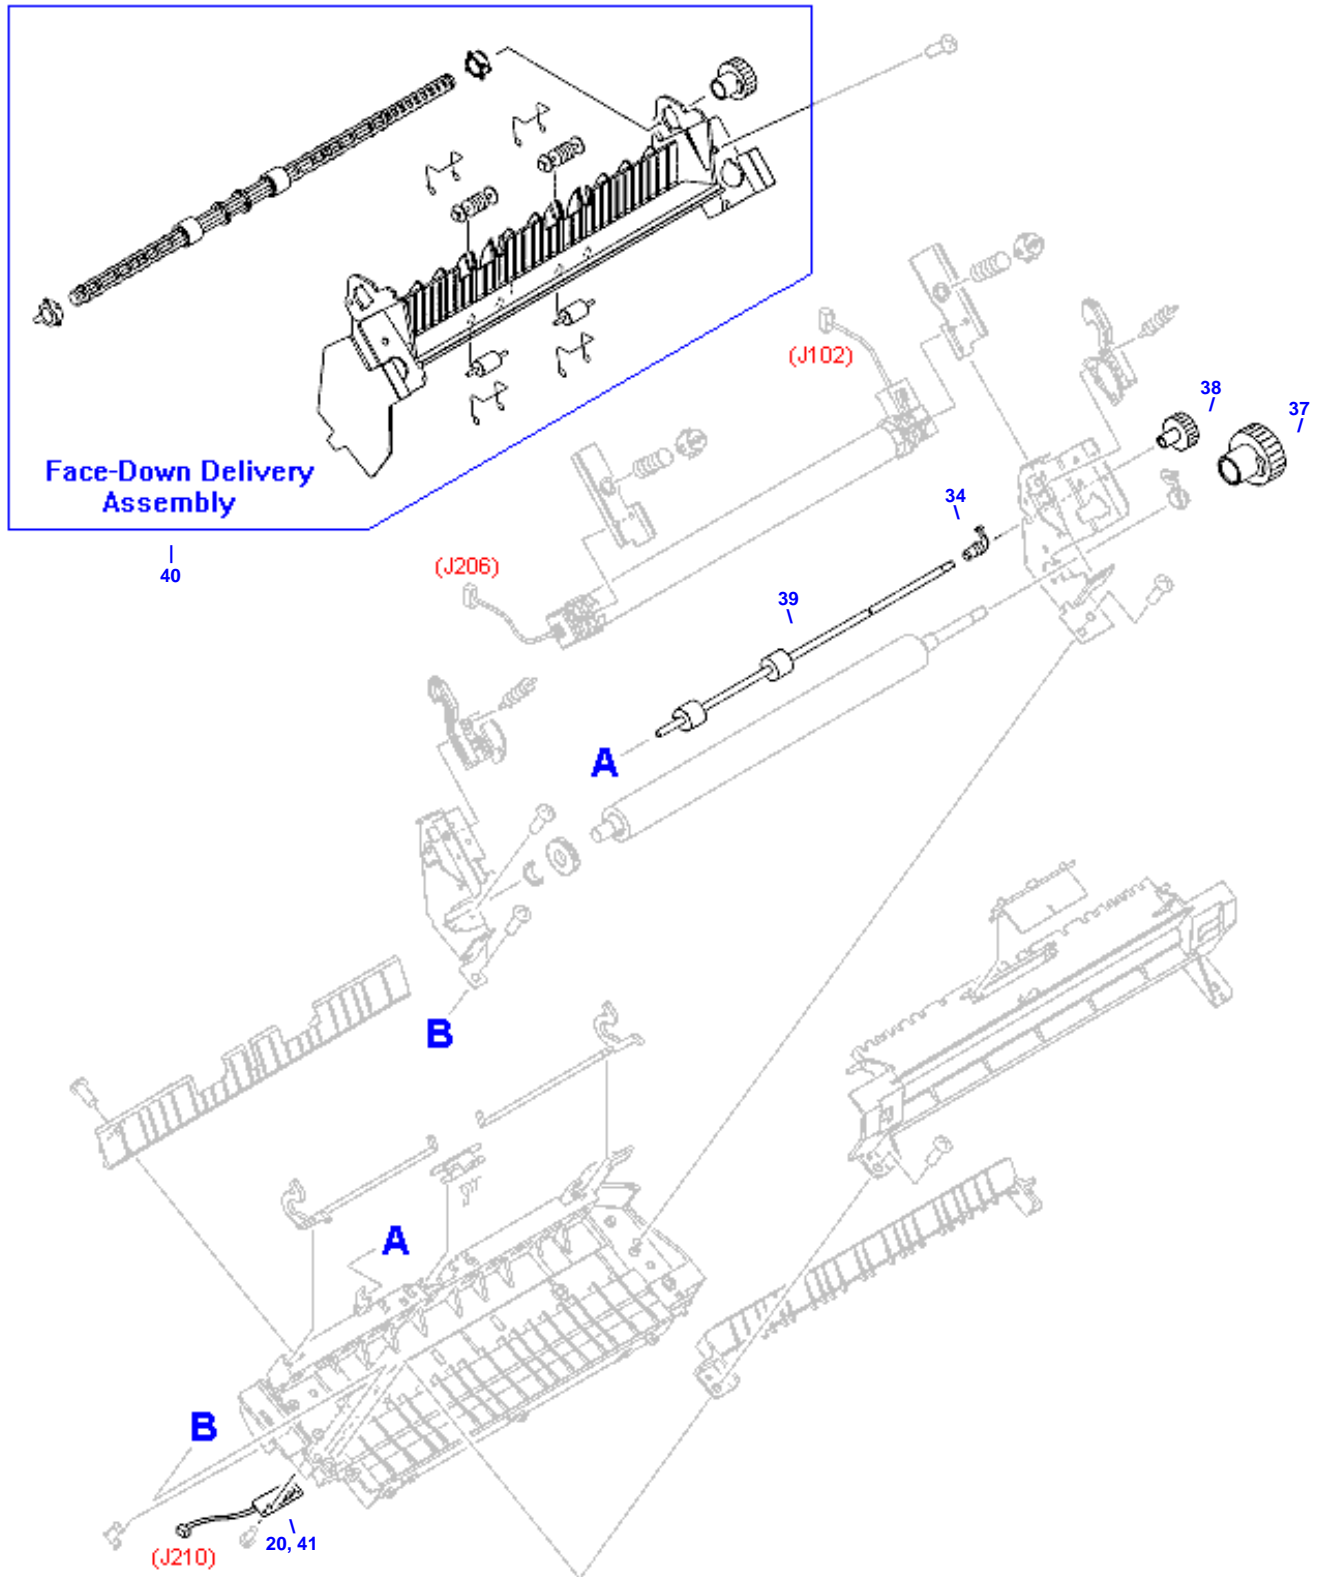 Face-Down Delivery
Assembly
40
(J102)
38
37
34
(J206)
39
A
B
A
B
20, 41
(J210)